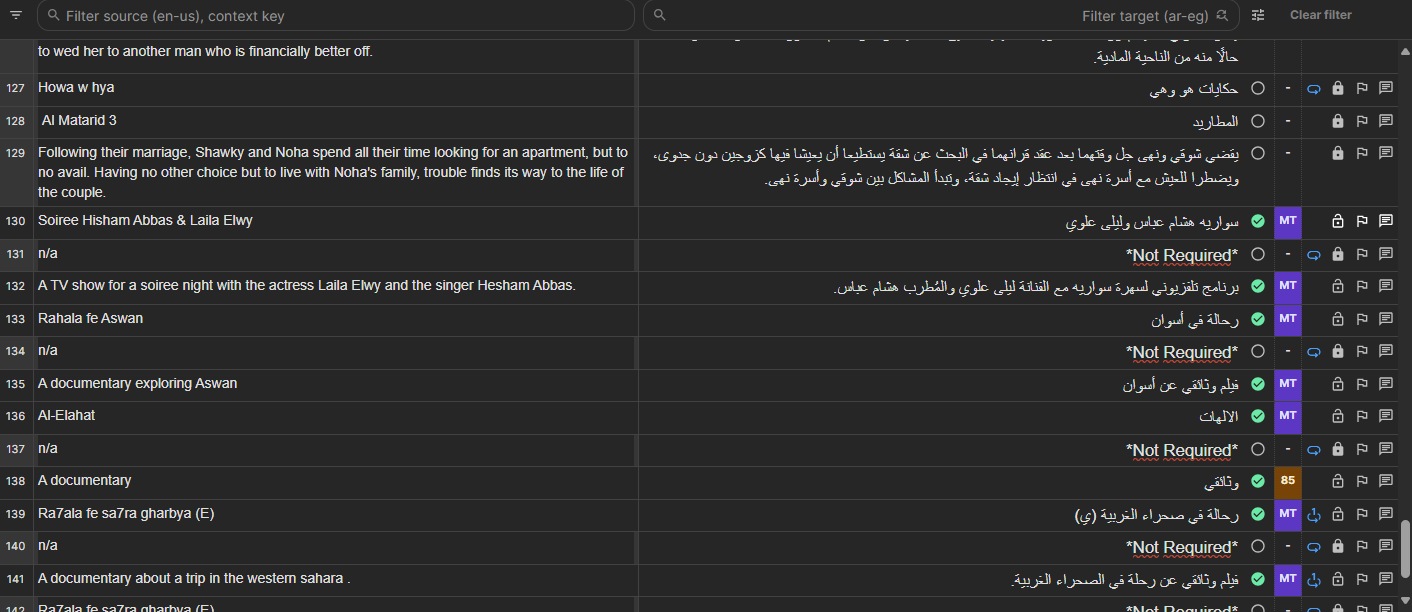 Filter source (en-us), context key
Filter target (ar-eg)
Clear filter
to wed her to another man who is financially better off.
حالًا منه من الناحية المادية.
127 Howa w hya
حكايات هو وهي
-
128 Al Matarid 3
المطاريد
-
129 Following their marriage, Shawky and Noha spend all their time looking for an apartment, but to
no avail. Having no other choice but to live with Noha's family, trouble finds its way to the life of
the couple.
يقضي شوقي ونهى جل وقتهما بعد عقد قرانهما في البحث عن شقة يستطيعا أن يعيشا فيها كزوجين دون جدوى،
ويضطرا للعيش مع أسرة نهى في انتظار إيجاد شقة، وتبدأ المشاكل بين شوقي وأسرة نهى.
-
130 Soiree Hisham Abbas & Laila Elwy
سواريه هشام عباس وليلى علوي
MT
131 n/a
*Not Required*
-
132 A TV show for a soiree night with the actress Laila Elwy and the singer Hesham Abbas.
برنامج تلفزيوني لسهرة سواريه مع الفنانة ليلى علوي والمُطرب هشام عباس.
MT
133 Rahala fe Aswan
رحالة في أسوان
MT
134 n/a
*Not Required*
-
135 A documentary exploring Aswan
فيلم وثائقي عن أسوان
MT
136 Al-Elahat
الالهات
MT
137 n/a
*Not Required*
-
138 A documentary
وثائقي
85
139 Ra7ala fe sa7ra gharbya (E)
رحالة في صحراء الغربية (ي)
MT
140 n/a
*Not Required*
-
141 A documentary about a trip in the western sahara .
فيلم وثائقي عن رحلة في الصحراء الغربية.
MT
142 Ra7ala fe sa7ra gharbya (E)
*Not Required*